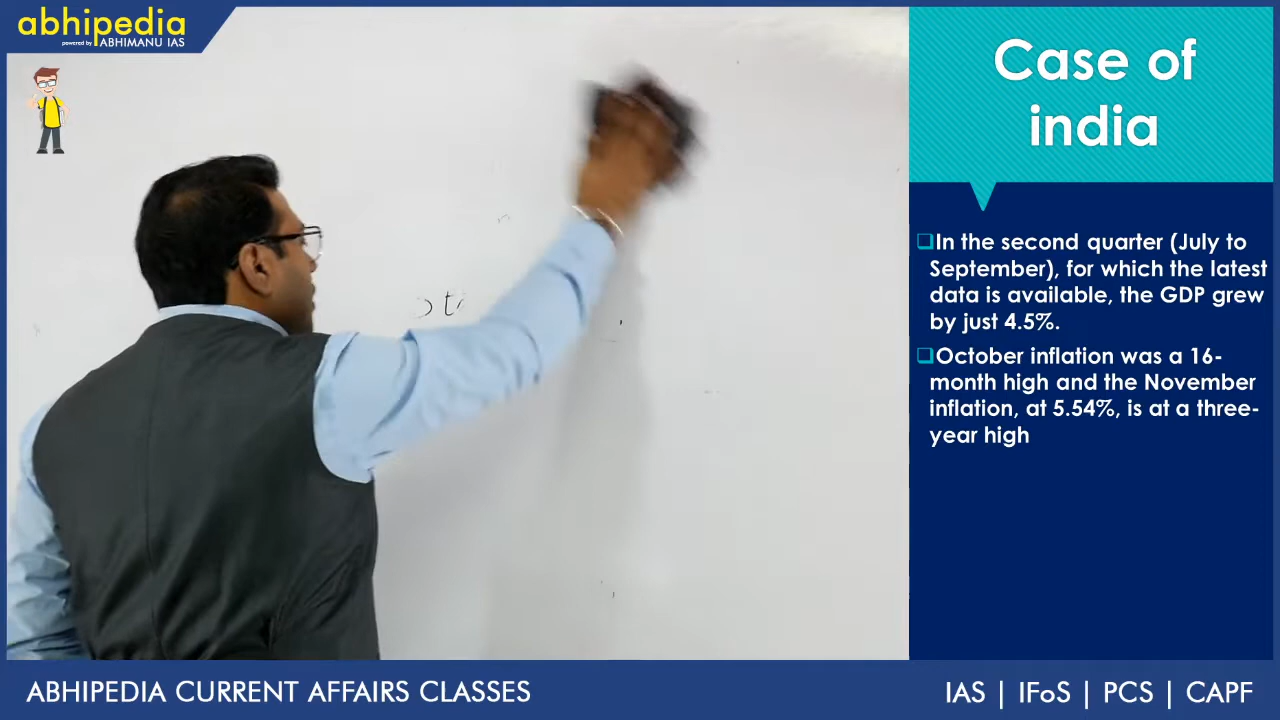 abhipedia
powered by ABHIMANU IAS
Case of
india
In the second quarter (July to
September), for which the latest
data is available, the GDP grew
by just 4.5%.
October inflation was a 16-
month high and the November
inflation, at 5.54%, is at a three-
year high
ABHIPEDIA CURRENT AFFAIRS CLASSES
IAS | IFoS | PCS | CAPF